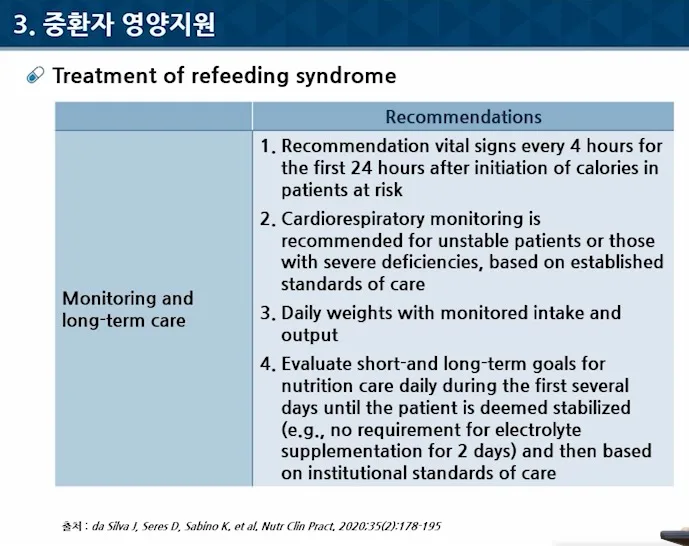 3. 중환자 영양지원
Treatment of refeeding syndrome
Recommendations
Monitoring and
long-term care
1. Recommendation vital signs every 4 hours for
the first 24 hours after initiation of calories in
patients at risk
2. Cardiorespiratory monitoring is
recommended for unstable patients or those
with severe deficiencies, based on established
standards of care
3. Daily weights with monitored intake and
output
4. Evaluate short-and long-term goals for
nutrition care daily during the first several
days until the patient is deemed stabilized
(e.g., no requirement for electrolyte
supplementation for 2 days) and then based
on institutional standards of care
출처 : da Silva J, Seres D, Sabino K, et al, Nutr Clin Pract. 2020;35(2):178-195